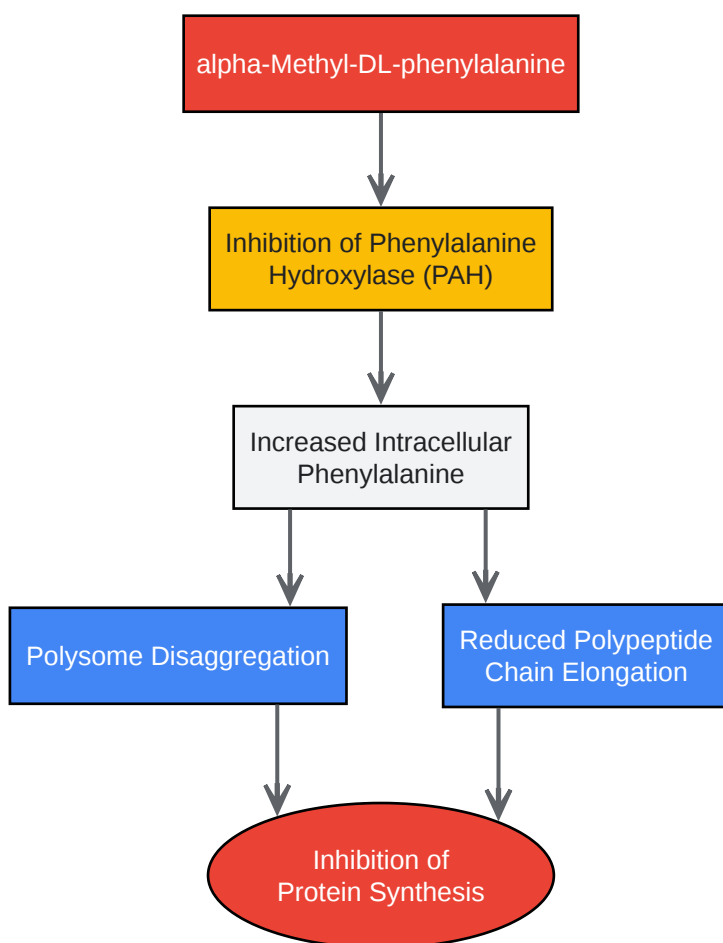 alpha-Methyl-DL-phenylalanine
Inhibition of Phenylalanine
Hydroxylase (PAH)
Increased Intracellular
Phenylalanine
Polysome Disaggregation
Reduced Polypeptide
Chain Elongation
Inhibition of
Protein Synthesis